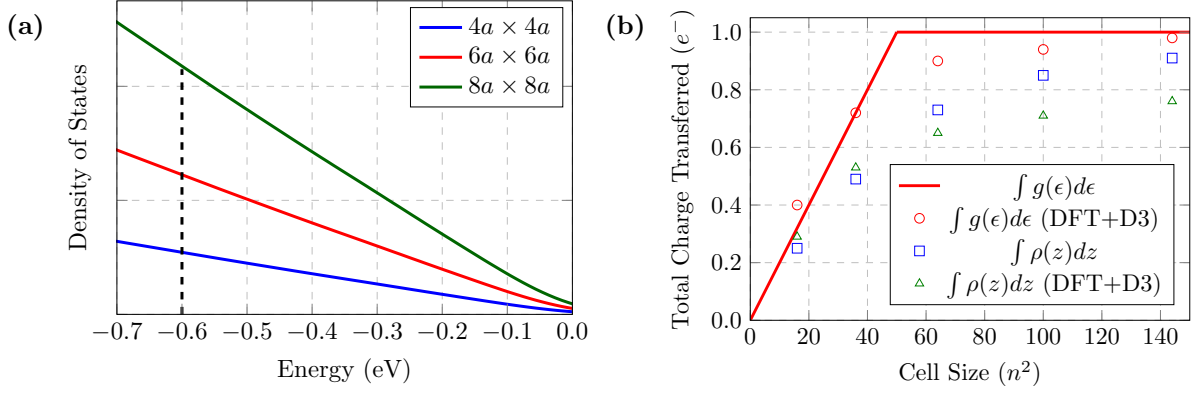 (a)
Density of States
4a × 4a
6a × 6a
8a × 8a
−0.7 −0.6 −0.5 −0.4 −0.3 −0.2 −0.1 0.0
Energy (eV)
(b)
Total Charge Transferred (e⁻)
1.0
0.8
0.6
0.4
0.2
0.0
∫ g(ϵ)dϵ
∫ g(ϵ)dϵ (DFT+D3)
∫ ρ(z)dz
∫ ρ(z)dz (DFT+D3)
0 20 40 60 80 100 120 140
Cell Size (n²)